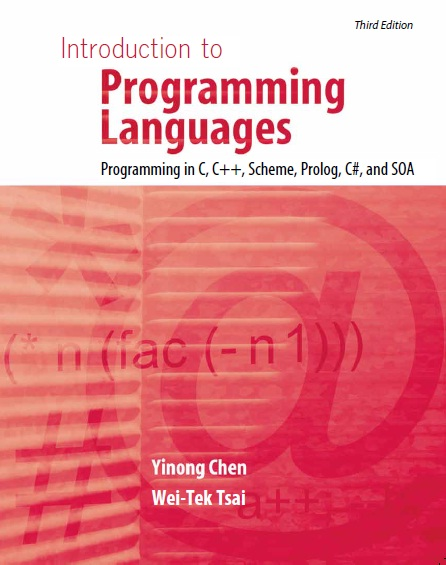 Third Edition
Introduction to
Programming
Languages
Programming in C, C++, Scheme, Prolog, C#, and SOA
@
(* n (fac (- n 1)))
#
Yinong Chen
Wei-Tek Tsai
a++,